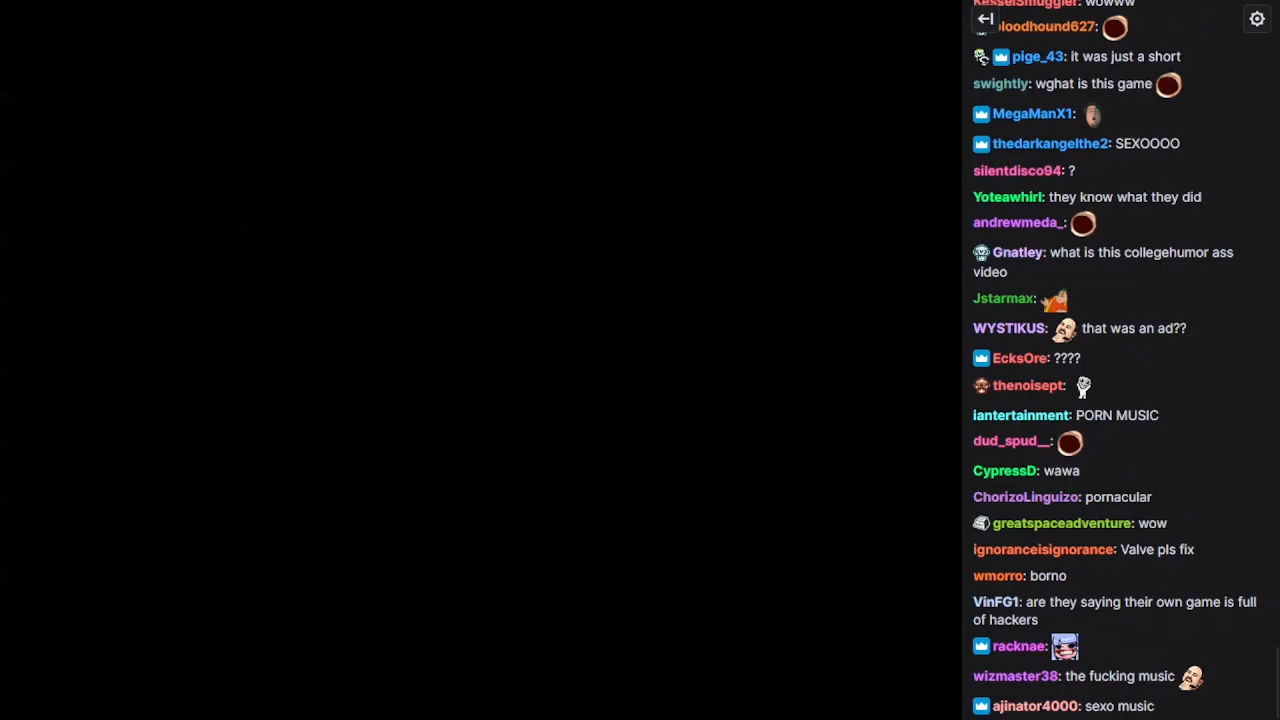 KesselSmuggler: wowww
bloodhound627:
pige_43: it was just a short
swightly: wghat is this game
MegaManX1:
thedarkangelthe2: SEXOOOO
silentdisco94: ?
Yoteawhirl: they know what they did
andrewmeda_:
Gnatley: what is this collegehumor ass
video
Jstarmax:
WYSTIKUS: that was an ad??
EcksOre: ????
thenoisept:
iantertainment: PORN MUSIC
dud_spud__:
CypressD: wawa
ChorizoLinguizo: pornacular
greatspaceadventure: wow
ignoranceisignorance: Valve pls fix
wmorro: borno
VinFG1: are they saying their own game is full
of hackers
racknae:
wizmaster38: the fucking music
ajinator4000: sexo music